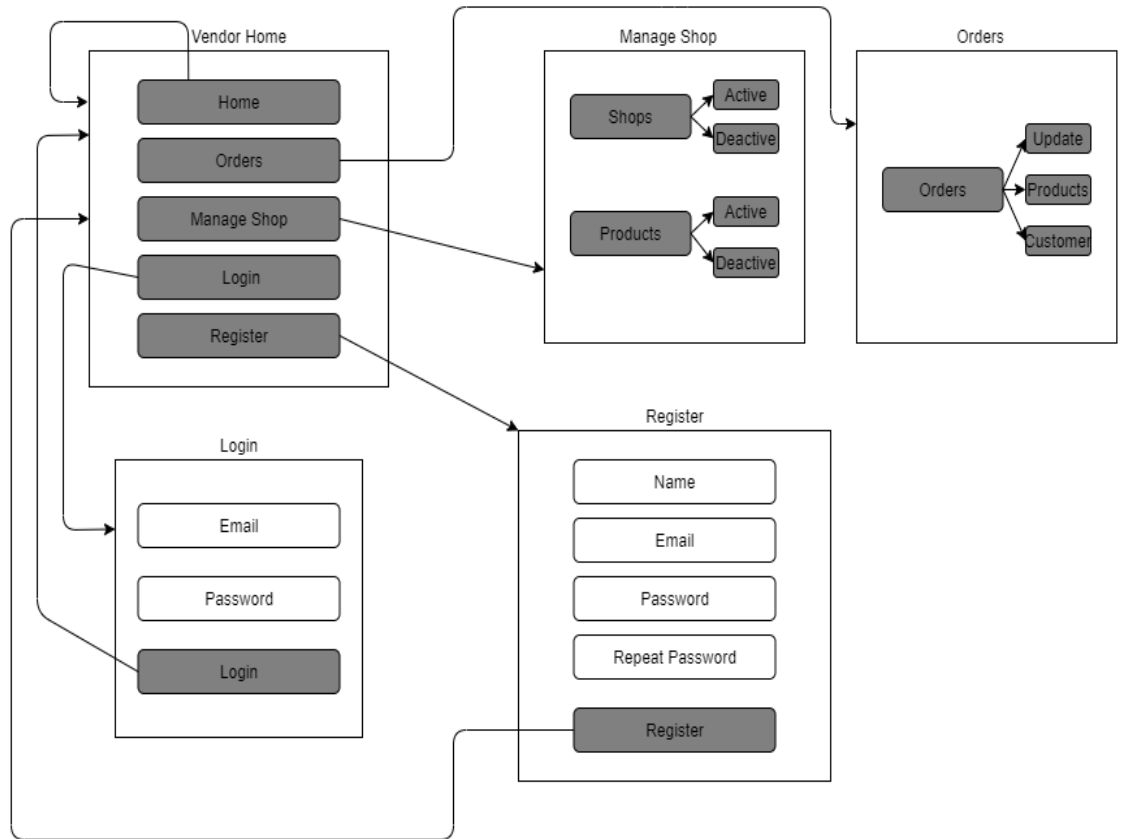 Vendor Home
Home
Orders
Manage Shop
Login
Register
Manage Shop
Shops
Active
Deactive
Products
Active
Deactive
Orders
Orders
Update
Products
Customer
Login
Email
Password
Login
Register
Name
Email
Password
Repeat Password
Register